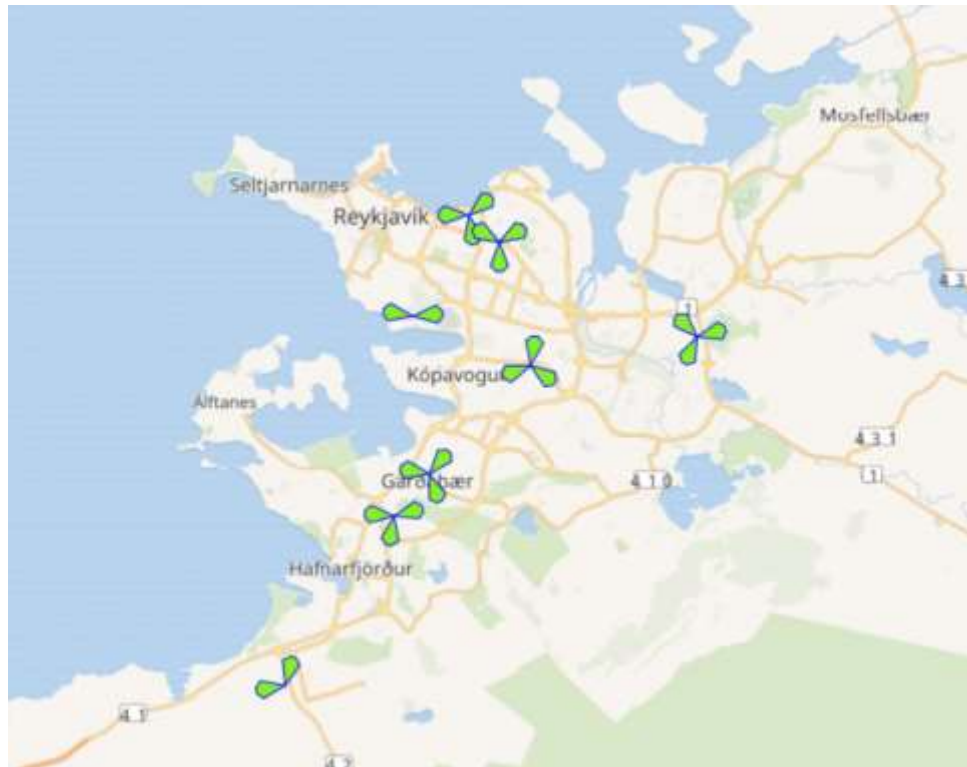 Mosfellsbær
Seltjarnarnes
Reykjavík
4 3
1
Kópavogur
Álftanes
4 3 1
4 1 0
1
Garðabær
Hafnarfjörður
4 1
4 2